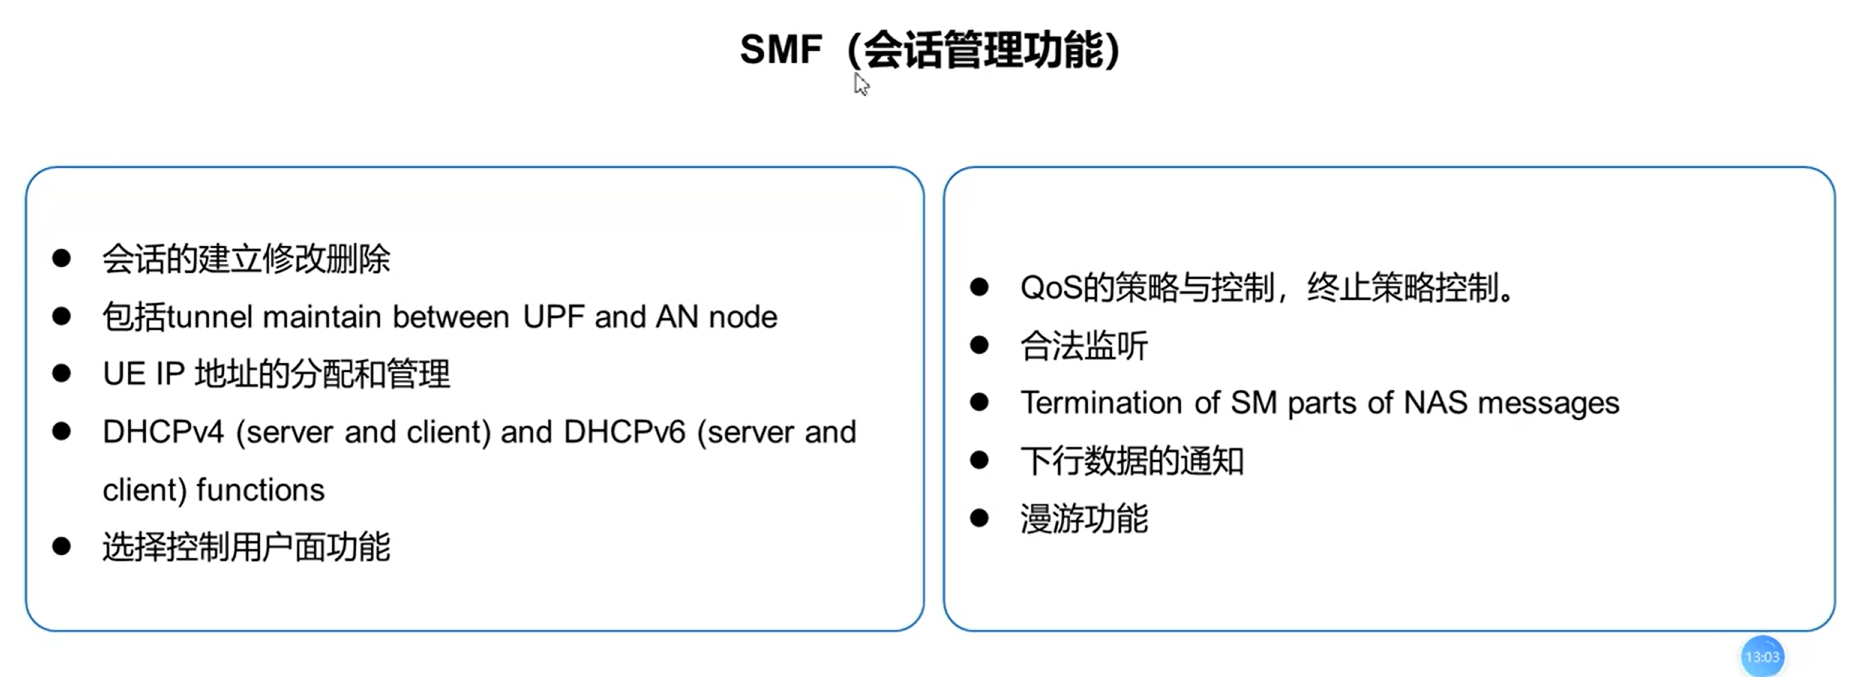 SMF（会话管理功能）
● 会话的建立修改删除
● 包括tunnel maintain between UPF and AN node
● UE IP 地址的分配和管理
● DHCPv4 (server and client) and DHCPv6 (server and
client) functions
● 选择控制用户面功能
● QoS的策略与控制，终止策略控制。
● 合法监听
● Termination of SM parts of NAS messages
● 下行数据的通知
● 漫游功能
13:03